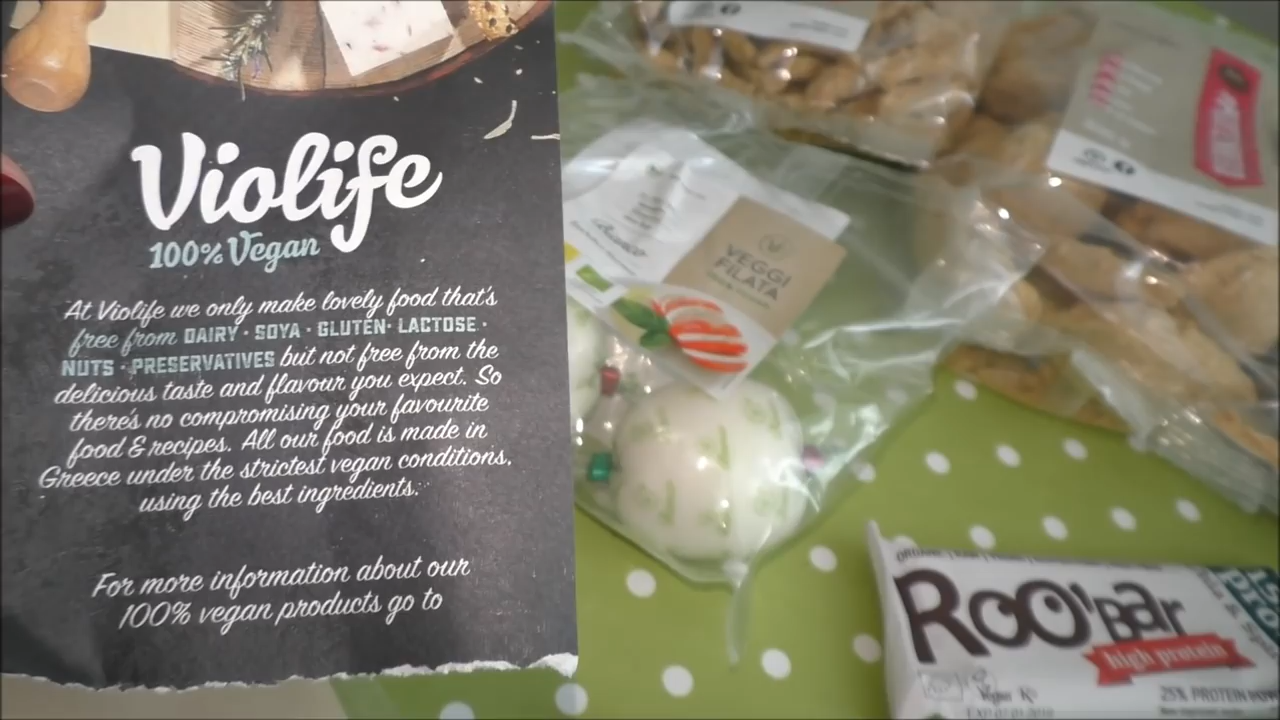 Violife
100% Vegan
At Violife we only make lovely food that's
free from DAIRY · SOYA · GLUTEN · LACTOSE ·
NUTS · PRESERVATIVES but not free from the
delicious taste and flavour you expect. So
there's no compromising your favourite
food & recipes. All our food is made in
Greece under the strictest vegan conditions,
using the best ingredients.
For more information about our
100% vegan products go to
VEGGI
FILATA
Roo'Bar
high protein
Vegan
25% PROTEIN